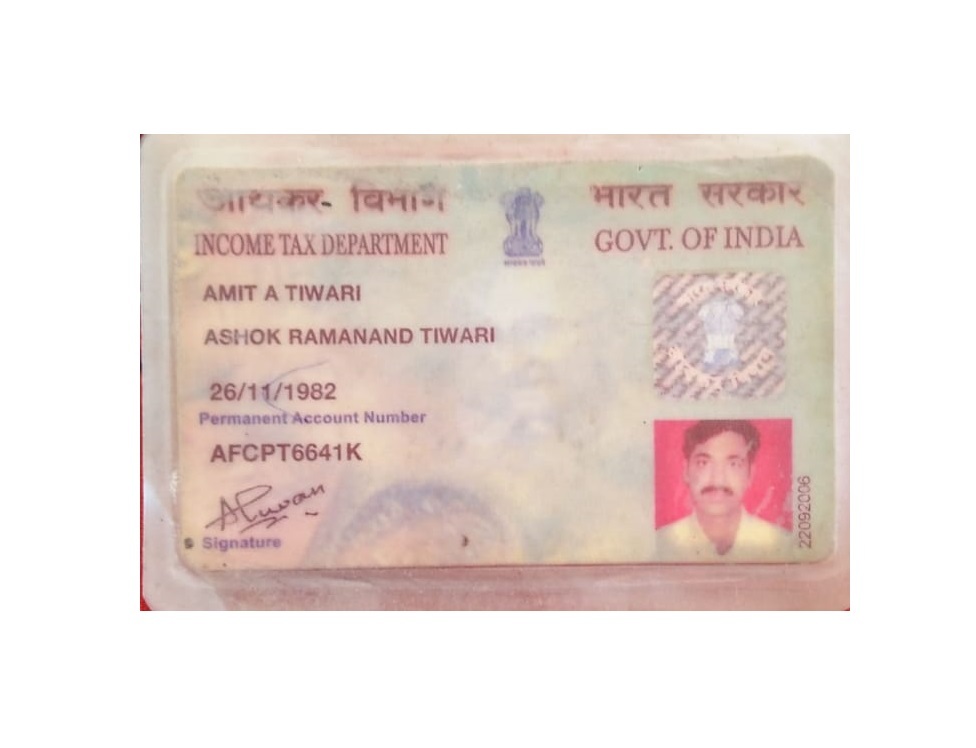 आयकर विभाग
भारत सरकार
INCOME TAX DEPARTMENT
GOVT. OF INDIA
AMIT A TIWARI
ASHOK RAMANAND TIWARI
26/11/1982
Permanent Account Number
AFCPT6641K
Signature
22092006